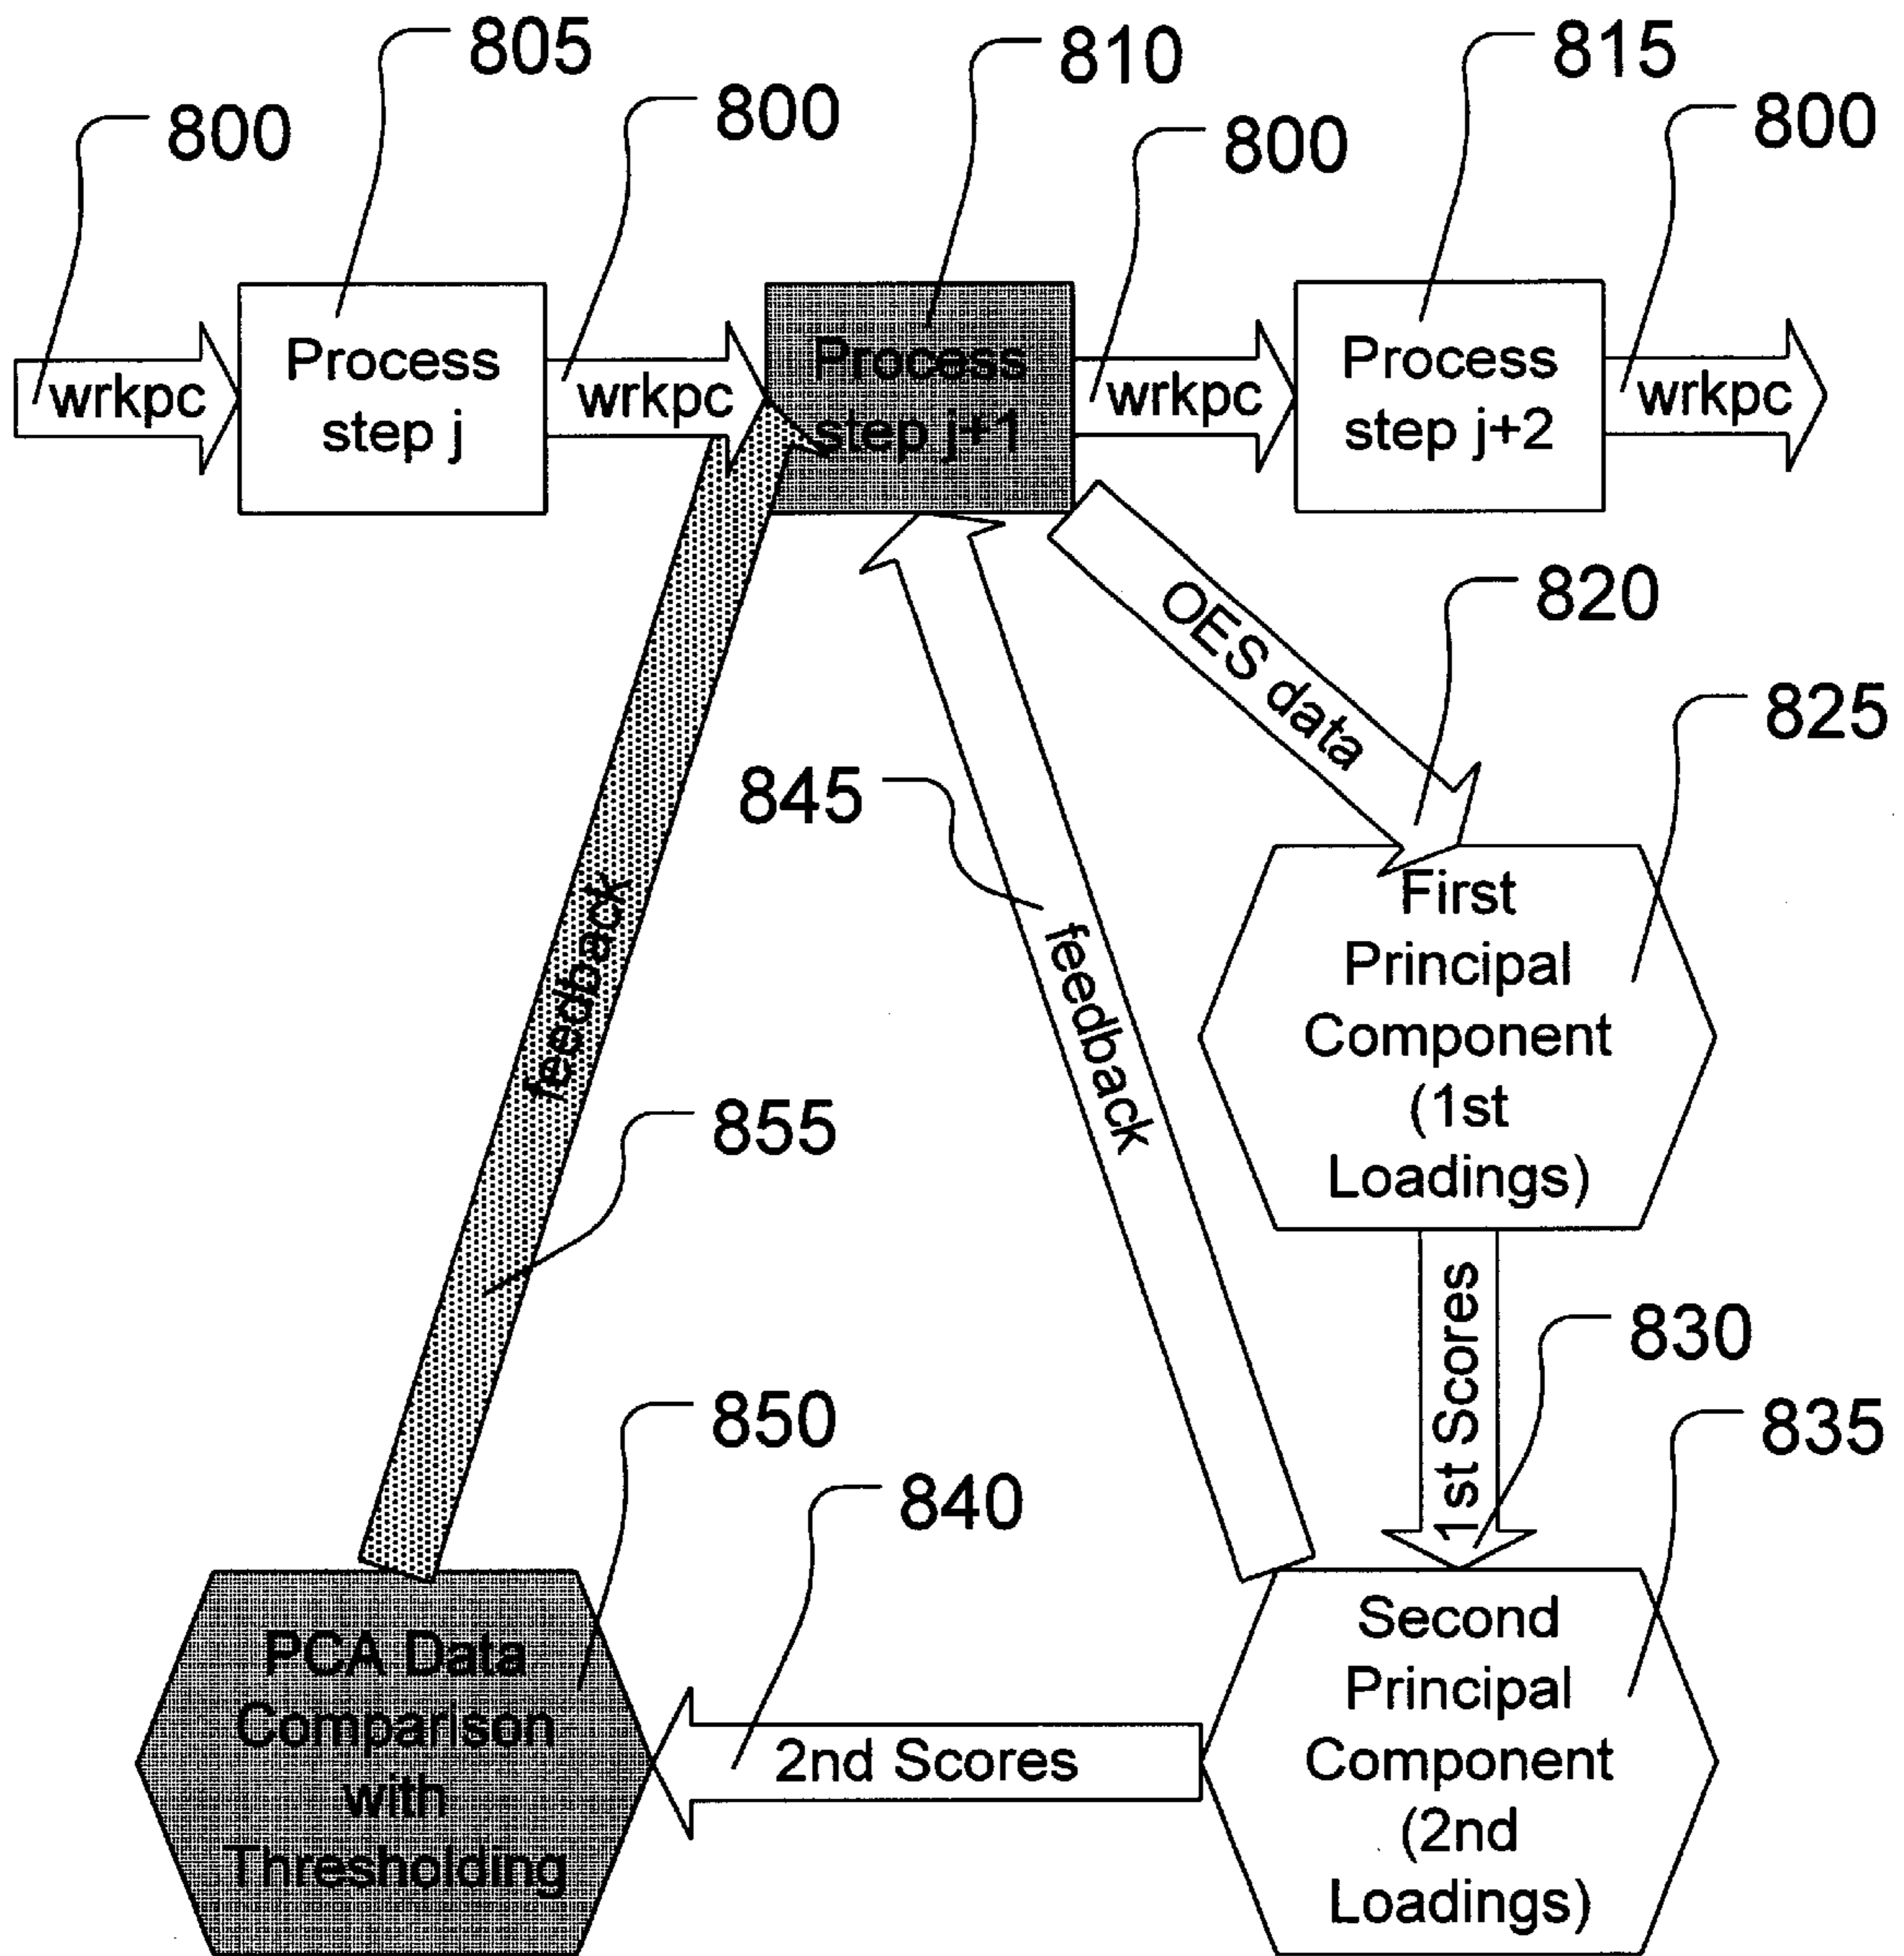 805
810
815
800
800
800
800
Process
step j
Process
step j+1
Process
step j+2
wrkpc
wrkpc
wrkpc
wrkpc
820
OES data
825
845
feedback
feedback
First
Principal
Component
(1st
Loadings)
855
1st Scores
830
835
850
840
PCA Data
Comparison
with
Thresholding
2nd Scores
Second
Principal
Component
(2nd
Loadings)